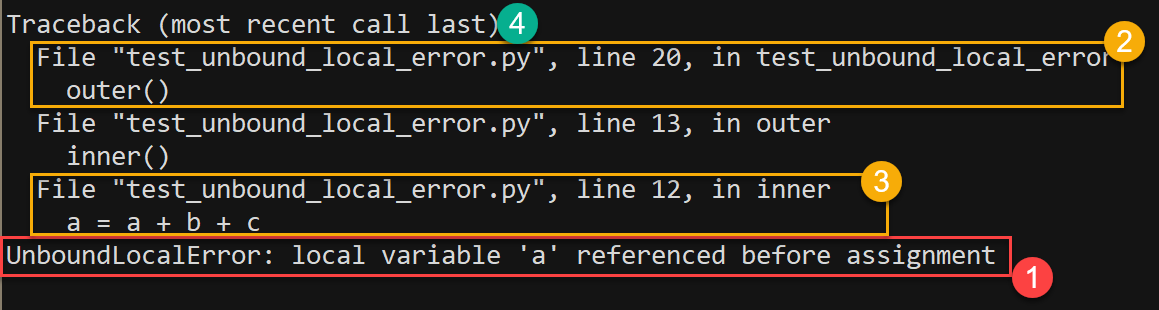 Traceback (most recent call last) 4
  File "test_unbound_local_error.py", line 20, in test_unbound_local_error 2
    outer()
  File "test_unbound_local_error.py", line 13, in outer
    inner()
  File "test_unbound_local_error.py", line 12, in inner 3
    a = a + b + c
UnboundLocalError: local variable 'a' referenced before assignment
1